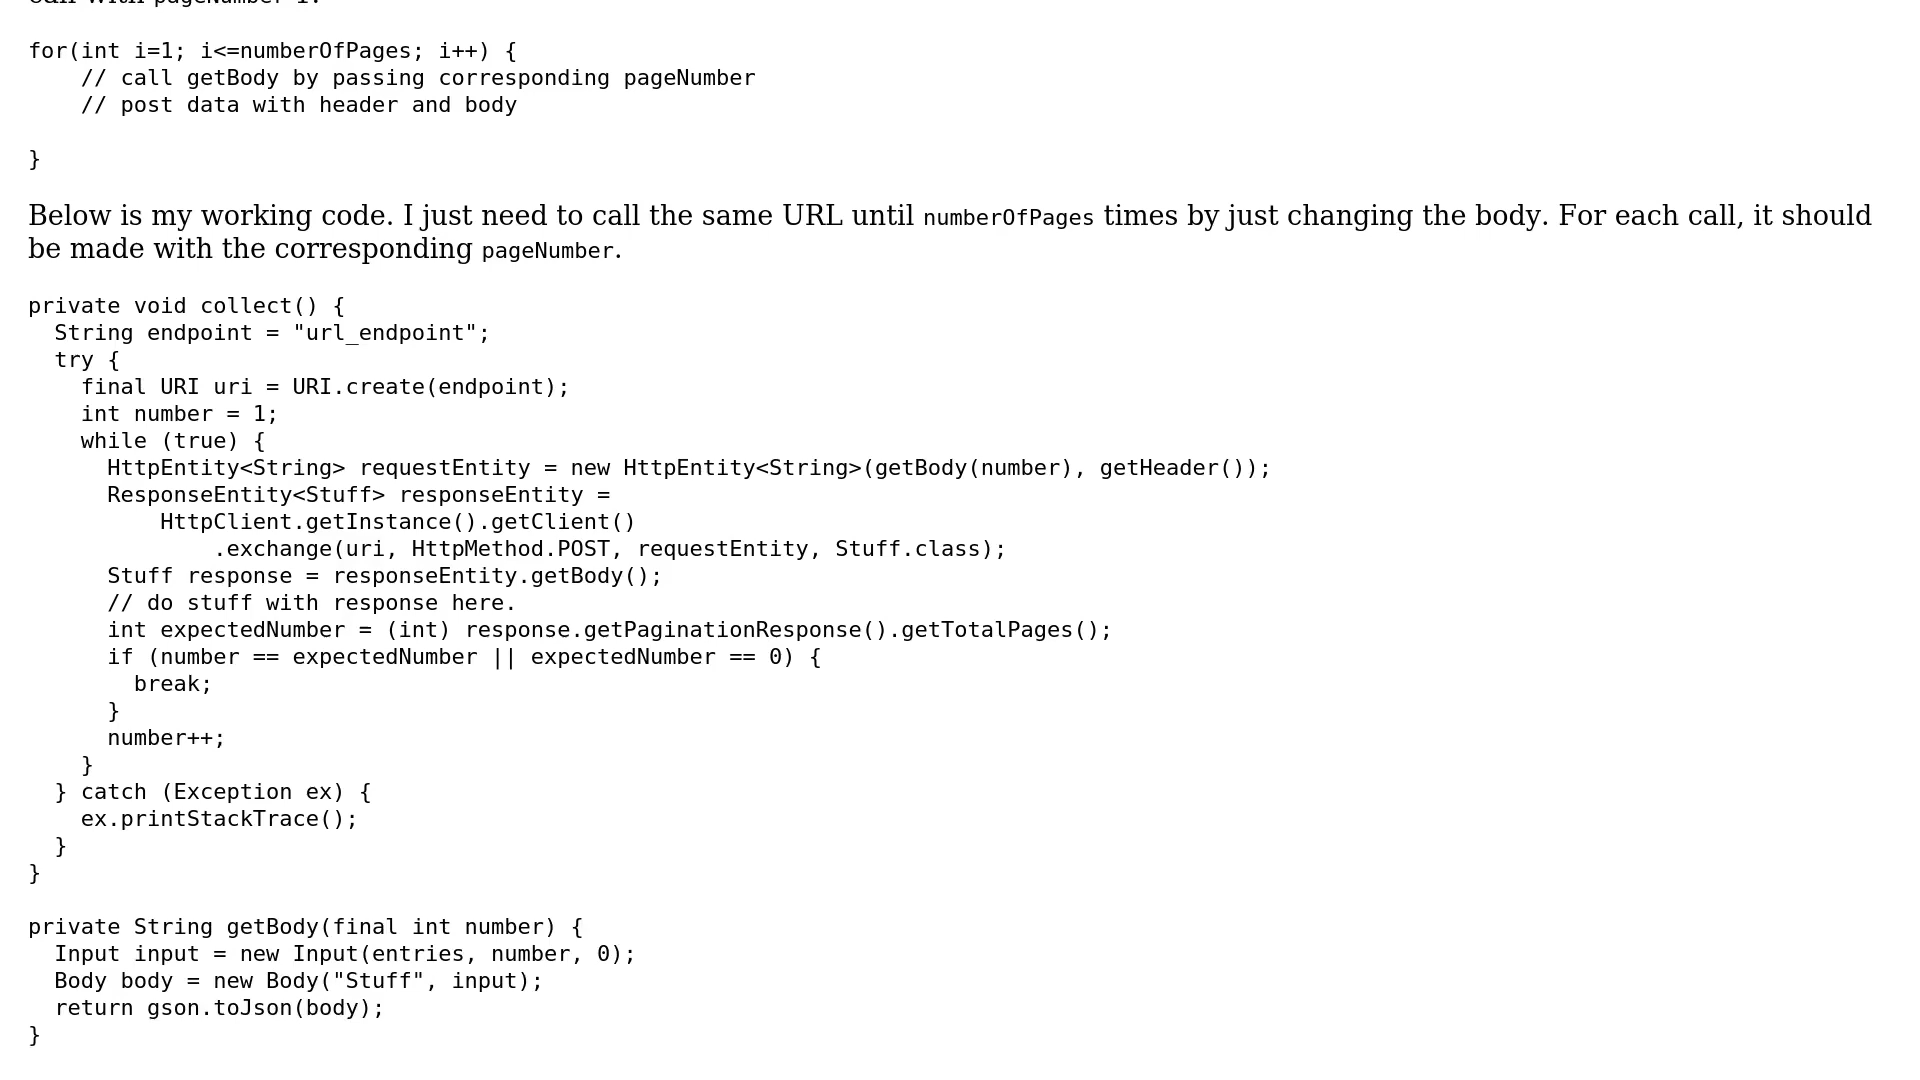 call with pageNumber 1.
for(int i=1; i<=numberOfPages; i++) {
    // call getBody by passing corresponding pageNumber
    // post data with header and body
}
Below is my working code. I just need to call the same URL until numberOfPages times by just changing the body. For each call, it should
be made with the corresponding pageNumber.
private void collect() {
  String endpoint = "url_endpoint";
  try {
    final URI uri = URI.create(endpoint);
    int number = 1;
    while (true) {
      HttpEntity<String> requestEntity = new HttpEntity<String>(getBody(number), getHeader());
      ResponseEntity<Stuff> responseEntity =
          HttpClient.getInstance().getClient()
              .exchange(uri, HttpMethod.POST, requestEntity, Stuff.class);
      Stuff response = responseEntity.getBody();
      // do stuff with response here.
      int expectedNumber = (int) response.getPaginationResponse().getTotalPages();
      if (number == expectedNumber || expectedNumber == 0) {
        break;
      }
      number++;
    }
  } catch (Exception ex) {
    ex.printStackTrace();
  }
}
private String getBody(final int number) {
  Input input = new Input(entries, number, 0);
  Body body = new Body("Stuff", input);
  return gson.toJson(body);
}